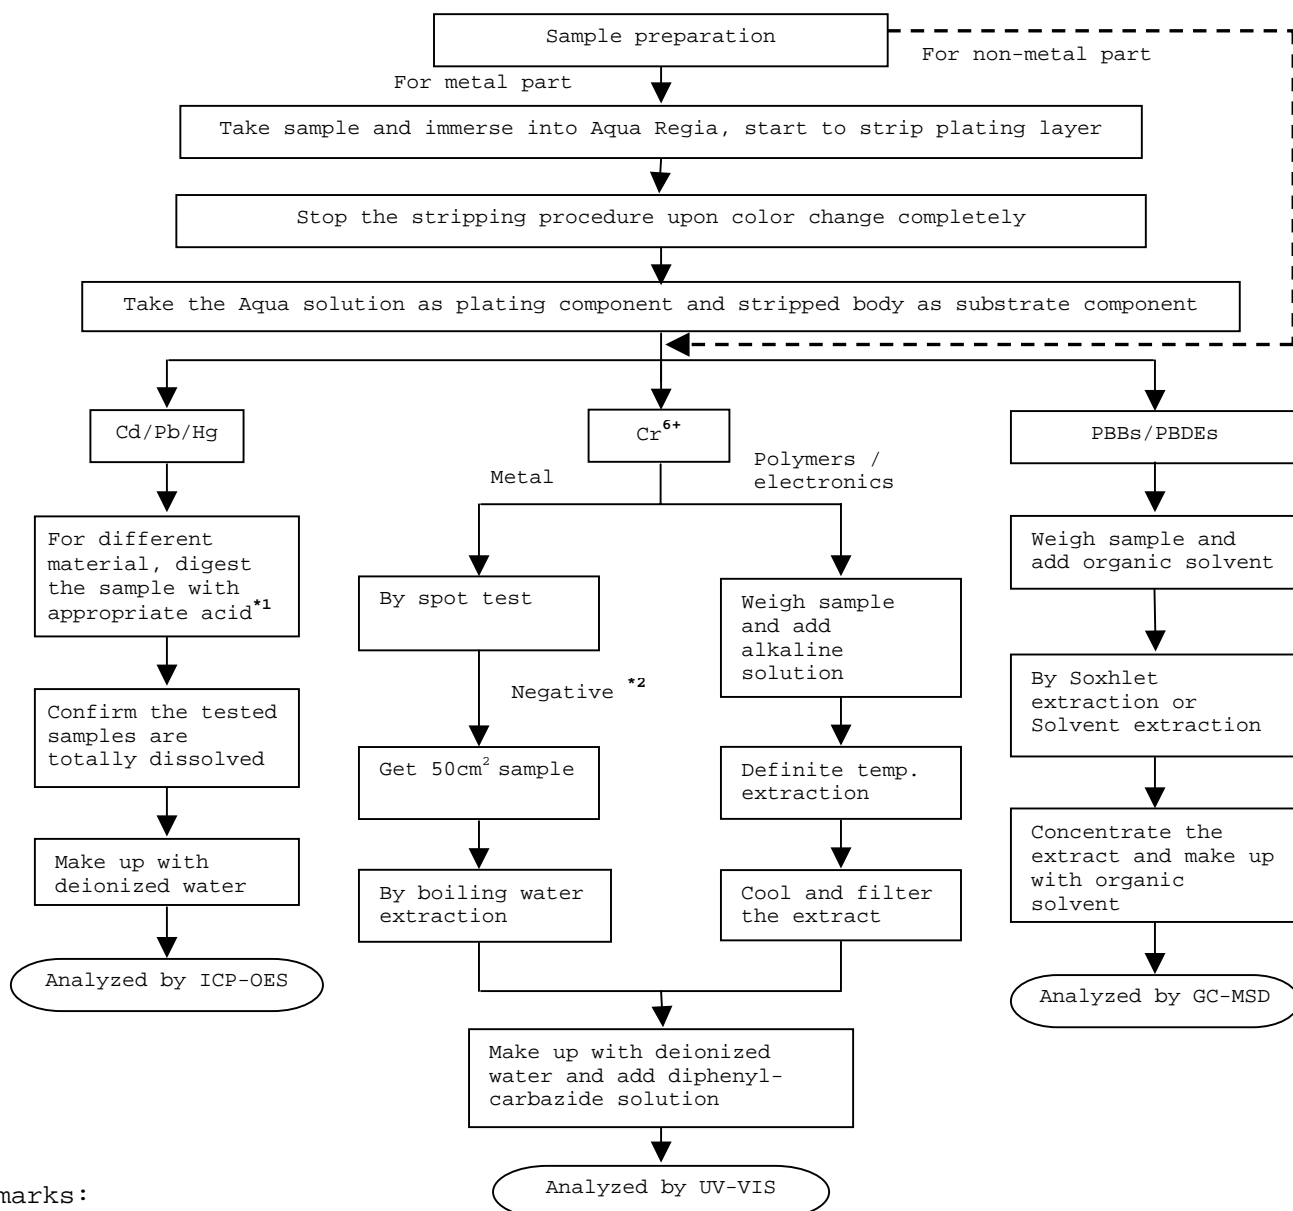 Sample preparation
For non-metal part
For metal part
Take sample and immerse into Aqua Regia, start to strip plating layer
Stop the stripping procedure upon color change completely
Take the Aqua solution as plating component and stripped body as substrate component
Cd/Pb/Hg
Cr6+
PBBs/PBDEs
Metal
Polymers /
electronics
For different
material, digest
the sample with
appropriate acid*1
By spot test
Weigh sample
and add
alkaline
solution
Weigh sample and
add organic solvent
Negative *2
Confirm the tested
samples are
totally dissolved
Get 50cm2 sample
Definite temp.
extraction
By Soxhlet
extraction or
Solvent extraction
Make up with
deionized water
By boiling water
extraction
Cool and filter
the extract
Concentrate the
extract and make up
with organic
solvent
Analyzed by ICP-OES
Analyzed by GC-MSD
Make up with deionized
water and add diphenyl-
carbazide solution
Analyzed by UV-VIS
marks: